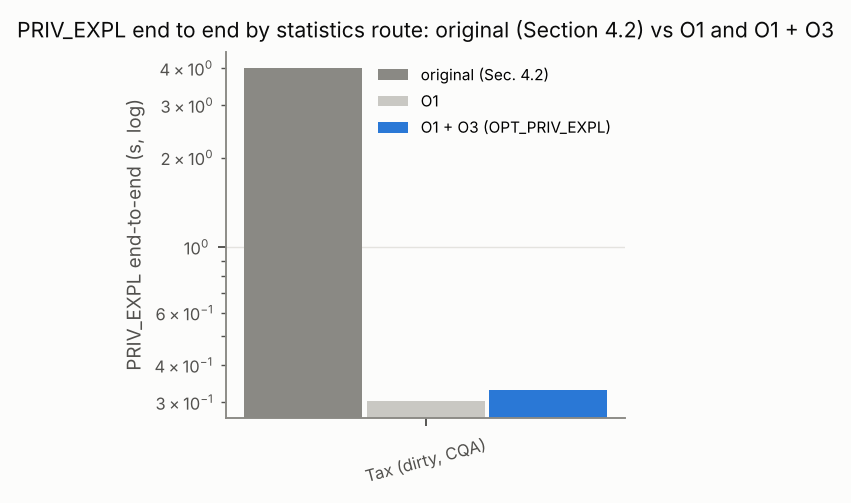 PRIV_EXPL end to end by statistics route: original (Section 4.2) vs O1 and O1 + O3
PRIV_EXPL end-to-end (s, log)
4 × 10⁰
3 × 10⁰
2 × 10⁰
10⁰
6 × 10⁻¹
4 × 10⁻¹
3 × 10⁻¹
original (Sec. 4.2)
O1
O1 + O3 (OPT_PRIV_EXPL)
Tax (dirty, CQA)